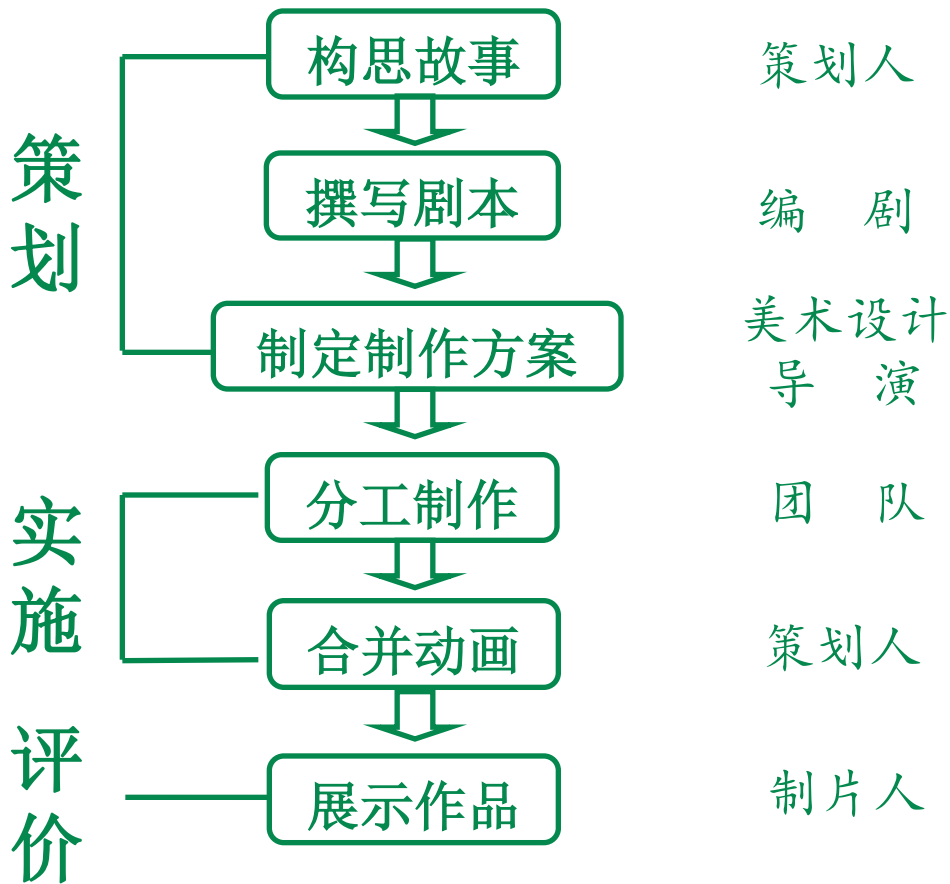 策划
构思故事
策划人
撰写剧本
编 剧
制定制作方案
美术设计
导 演
实施
分工制作
团 队
合并动画
策划人
评价
展示作品
制片人